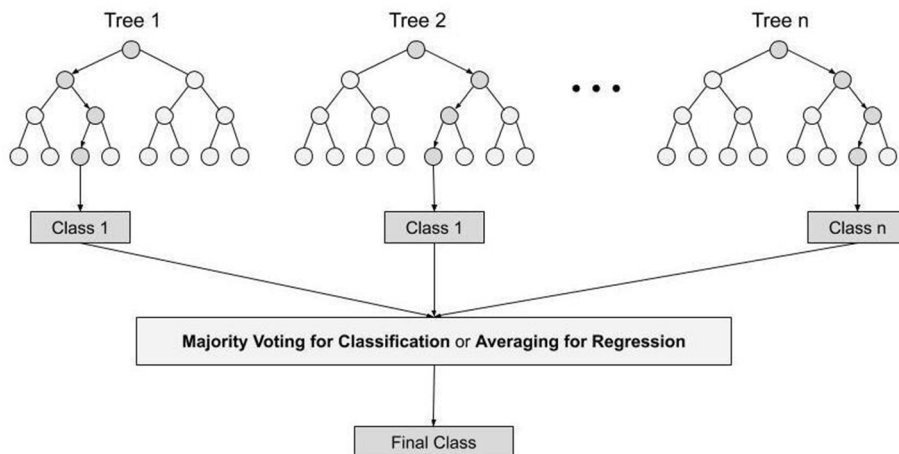 Tree 1
Tree 2
Tree n
Class 1
Class 1
Class n
Majority Voting for Classification or Averaging for Regression
Final Class